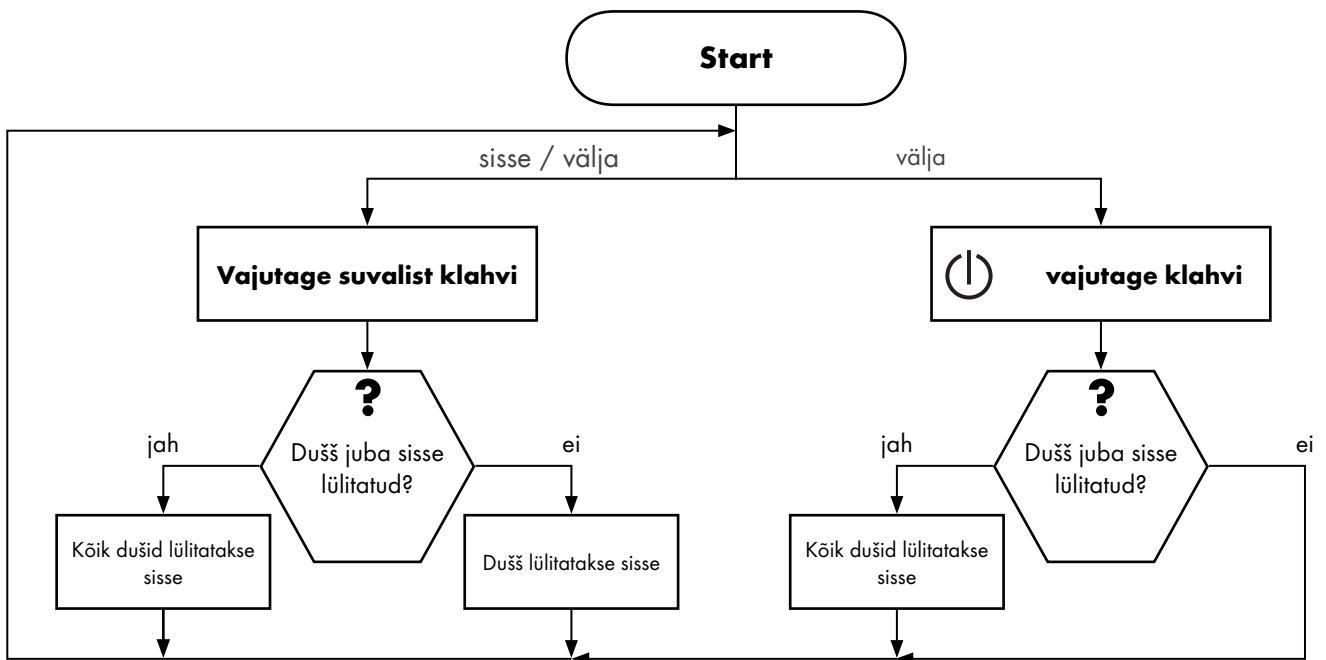 Start
sisse / välja
välja
Vajutage suvalist klahvi
vajutage klahvi
?
Dušš juba sisse
lülitatud?
jah
ei
?
Dušš juba sisse
lülitatud?
jah
ei
Kõik dušid lülitatakse
sisse
Dušš lülitatakse sisse
Kõik dušid lülitatakse
sisse